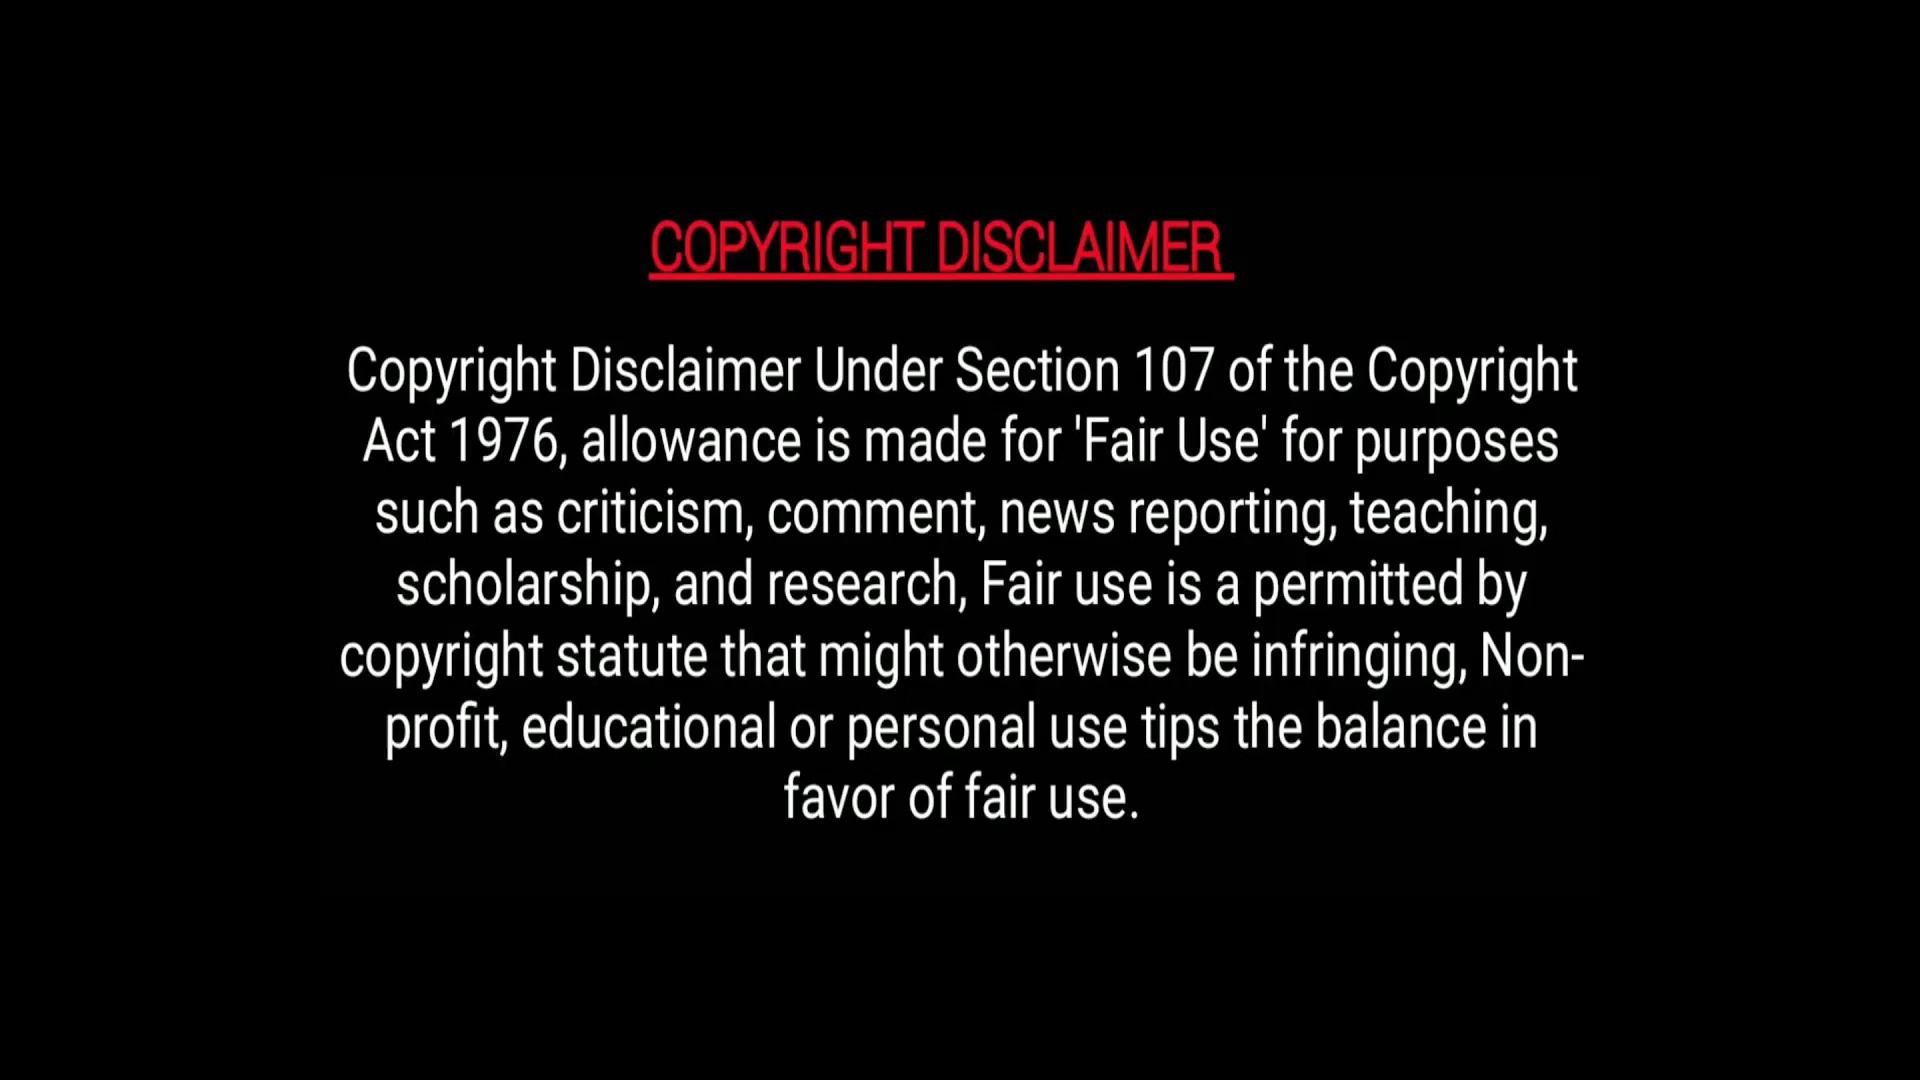 COPYRIGHT DISCLAIMER
Copyright Disclaimer Under Section 107 of the Copyright
Act 1976, allowance is made for 'Fair Use' for purposes
such as criticism, comment, news reporting, teaching,
scholarship, and research, Fair use is a permitted by
copyright statute that might otherwise be infringing, Non-
profit, educational or personal use tips the balance in
favor of fair use.